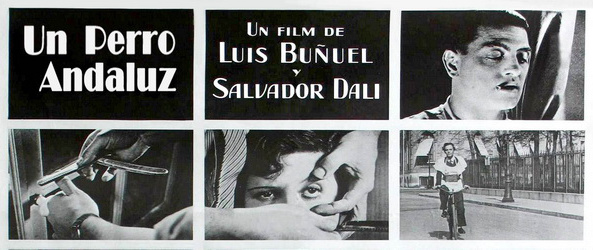 Un Perro
Andaluz
UN FILM DE
LUIS BUÑUEL
Y
SALVADOR DALI